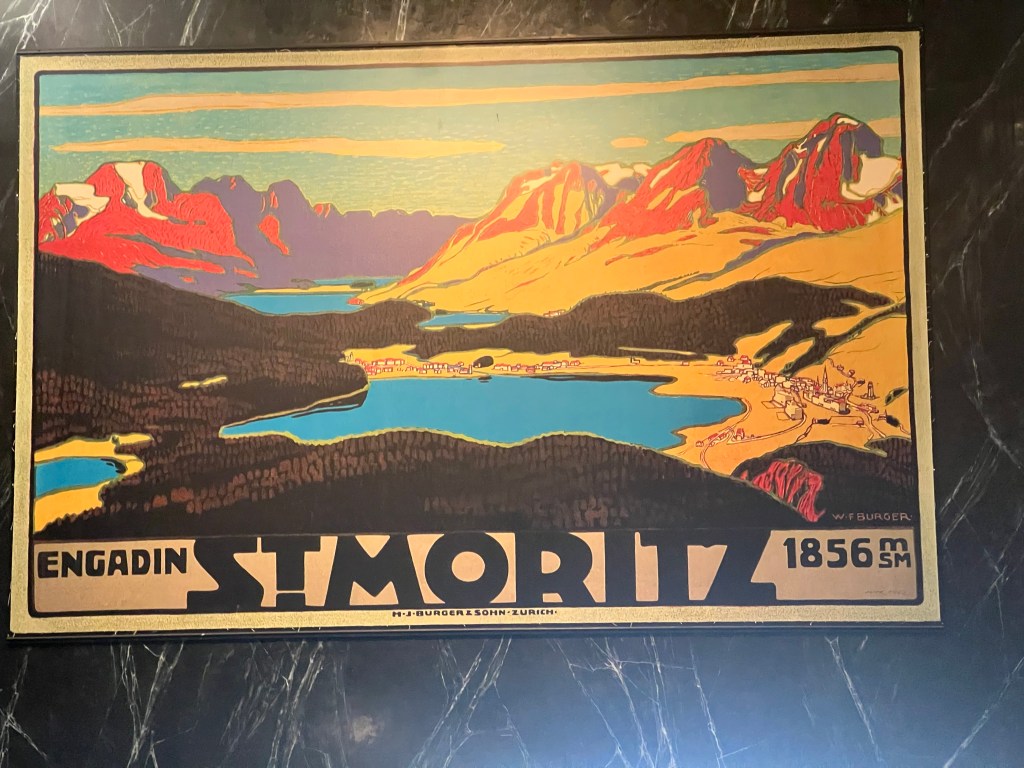 W·F BURGER·
ENGADIN ST. MORITZ 1856 m SM
H·J·BURGER & SOHN·ZURICH·